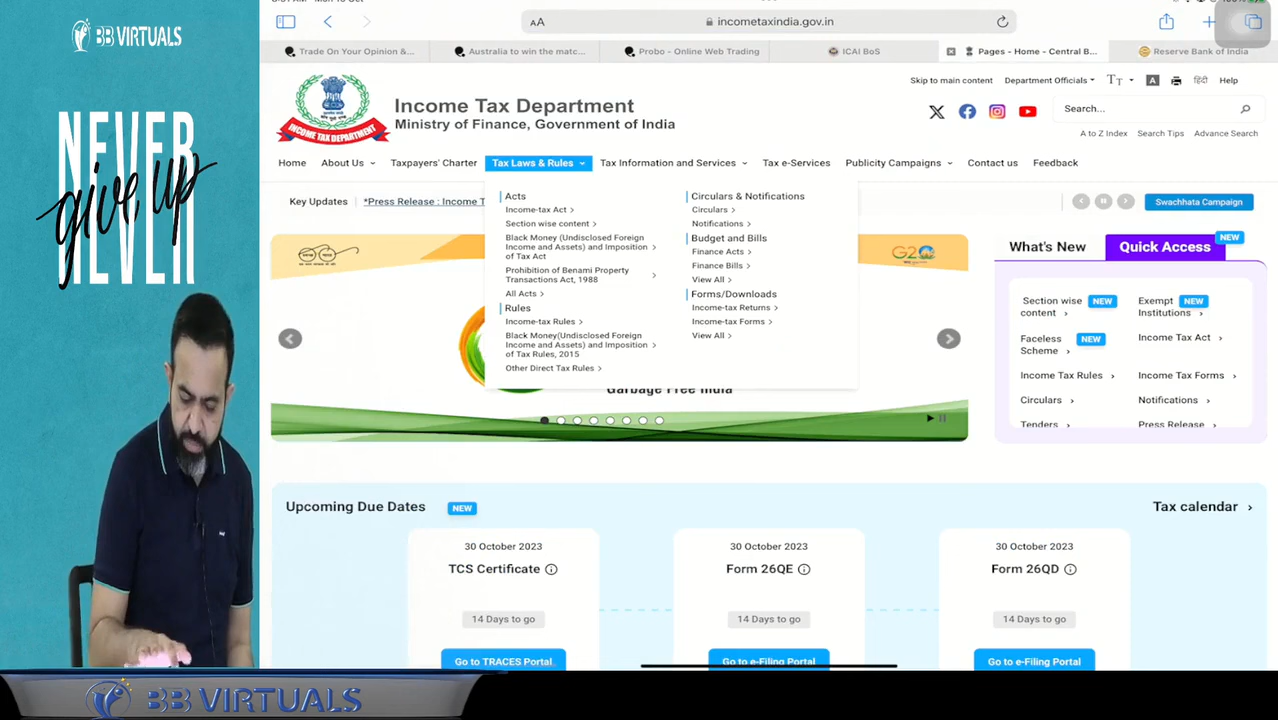 BB VIRTUALS
NEVER
give up
NEVER
incometaxindia.gov.in
AA
Trade On Your Opinion &...
Australia to win the matc...
Probo - Online Web Trading
ICAI BoS
Pages - Home - Central B...
Reserve Bank of India
INCOME TAX DEPARTMENT
Income Tax Department
Ministry of Finance, Government of India
Skip to main content
Department Officials
TT
A
हिंदी
Help
Search...
A to Z Index
Search Tips
Advance Search
Home
About Us
Taxpayers' Charter
Tax Laws & Rules
Tax Information and Services
Tax e-Services
Publicity Campaigns
Contact us
Feedback
Key Updates
*Press Release : Income T
Swachhata Campaign
Acts
Income-tax Act >
Section wise content >
Black Money (Undisclosed Foreign
Income and Assets) and Imposition >
of Tax Act
Prohibition of Benami Property
Transactions Act, 1988 >
All Acts >
Rules
Income-tax Rules >
Black Money(Undisclosed Foreign
Income and Assets) and Imposition >
of Tax Rules, 2015
Other Direct Tax Rules >
Circulars & Notifications
Circulars >
Notifications >
Budget and Bills
Finance Acts >
Finance Bills >
View All >
Forms/Downloads
Income-tax Returns >
Income-tax Forms >
View All >
G20
Garbage Free India
What's New
Quick Access
NEW
Section wise
content >
NEW
Exempt
Institutions >
NEW
Faceless
Scheme >
NEW
Income Tax Act >
Income Tax Rules >
Income Tax Forms >
Circulars >
Notifications >
Tenders >
Press Release >
Upcoming Due Dates
NEW
Tax calendar >
30 October 2023
TCS Certificate
14 Days to go
Go to TRACES Portal
30 October 2023
Form 26QE
14 Days to go
Go to e-Filing Portal
30 October 2023
Form 26QD
14 Days to go
Go to e-Filing Portal
BB VIRTUALS